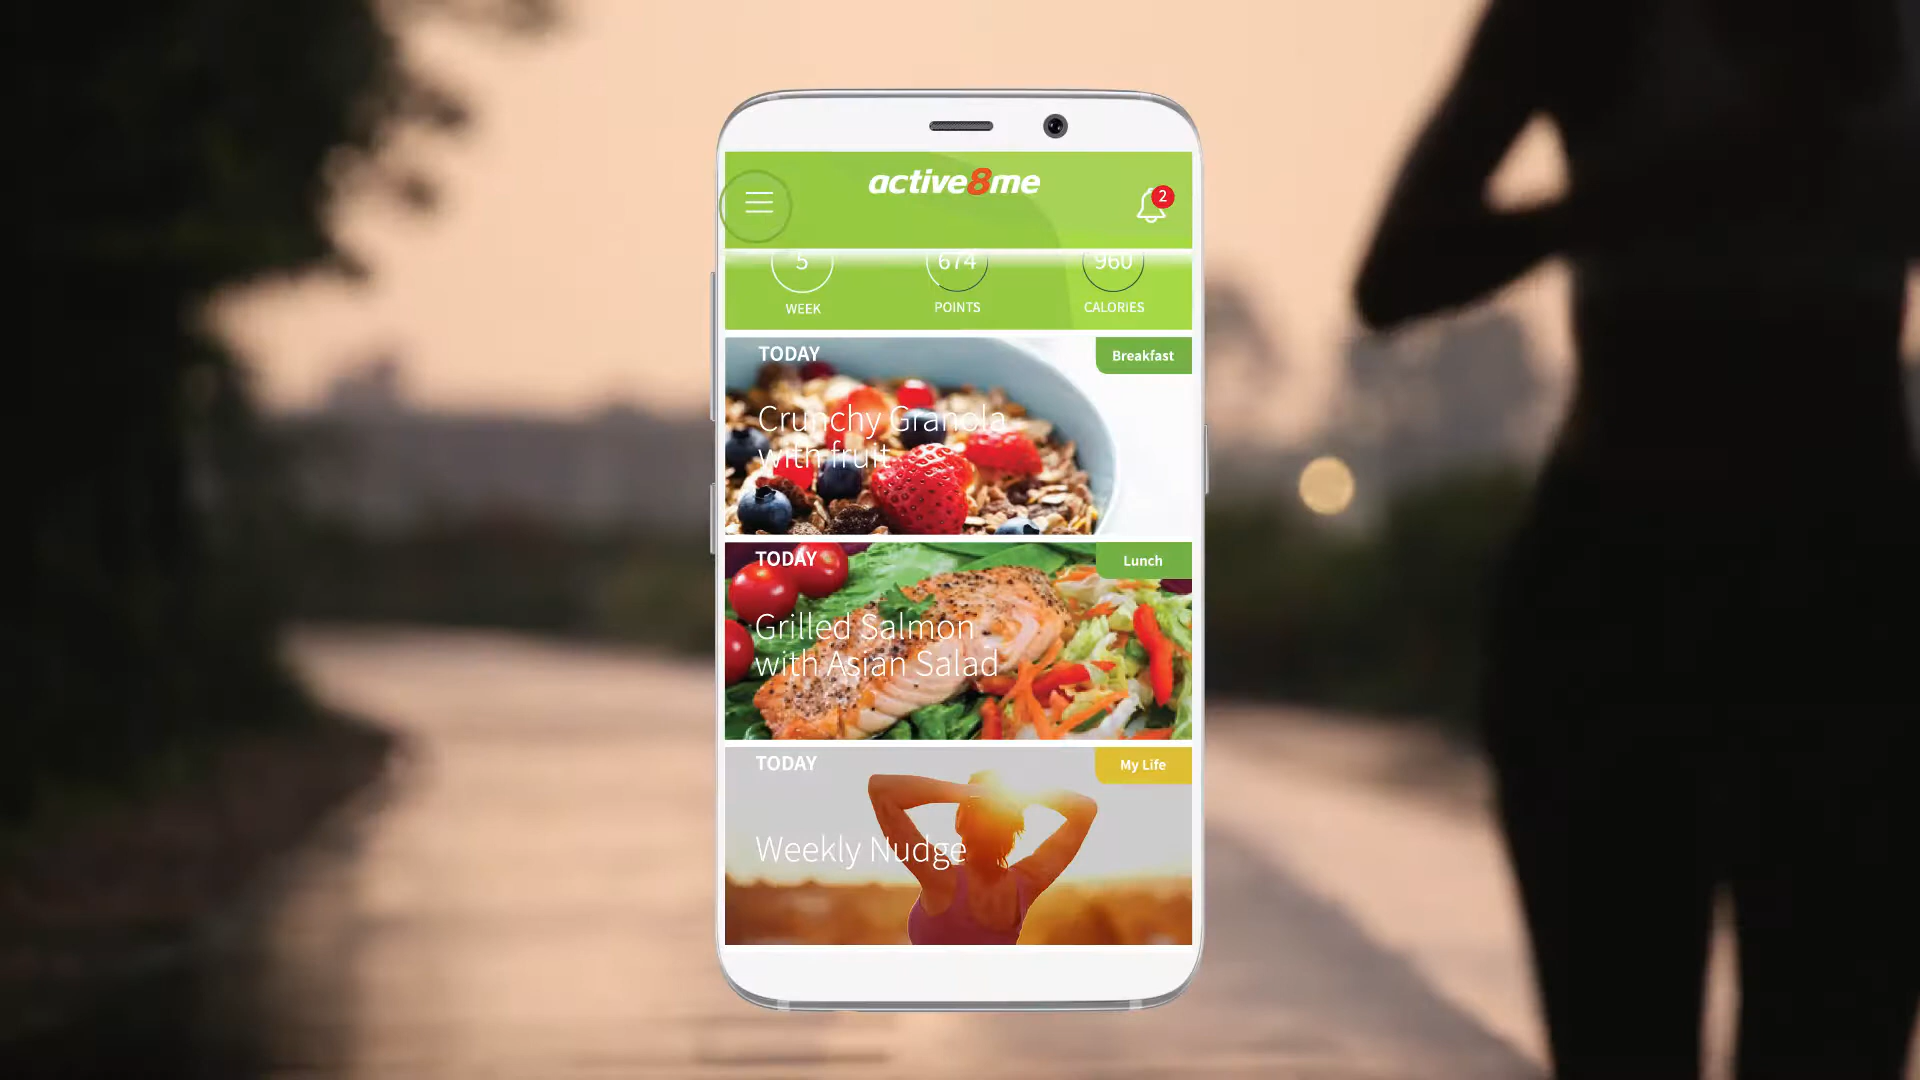 active8me
2
5
674
960
WEEK
POINTS
CALORIES
TODAY
Breakfast
Crunchy Granola
with fruit
TODAY
Lunch
Grilled Salmon
with Asian Salad
TODAY
My Life
Weekly Nudge